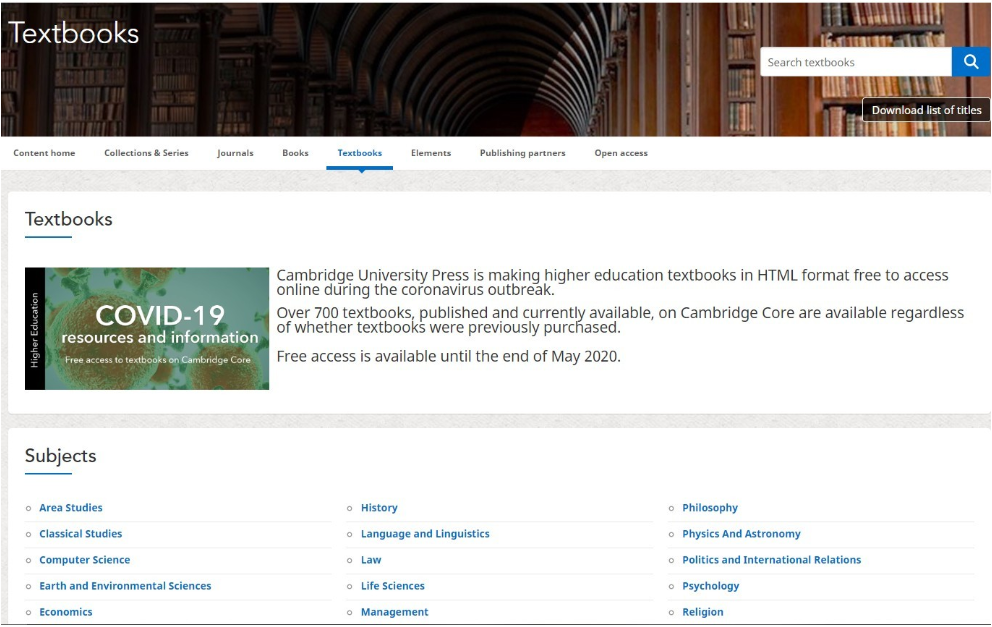 Textbooks
Search textbooks
Download list of titles
Content home Collections & Series Journals Books Textbooks Elements Publishing partners Open access
Textbooks
Higher Education
COVID-19
resources and information
Free access to textbooks on Cambridge Core
Cambridge University Press is making higher education textbooks in HTML format free to access
online during the coronavirus outbreak.
Over 700 textbooks, published and currently available, on Cambridge Core are available regardless
of whether textbooks were previously purchased.
Free access is available until the end of May 2020.
Subjects
Area Studies
Classical Studies
Computer Science
Earth and Environmental Sciences
Economics
History
Language and Linguistics
Law
Life Sciences
Management
Philosophy
Physics And Astronomy
Politics and International Relations
Psychology
Religion